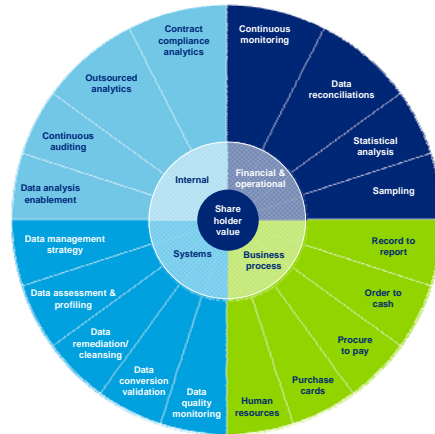 Contract
compliance
analytics
Continuous
monitoring
Outsourced
analytics
Data
reconciliations
Continuous
auditing
Statistical
analysis
Data analysis
enablement
Sampling
Internal
Financial &
operational
Share
holder
value
Systems
Business
process
Data management
strategy
Record to
report
Data assessment &
profiling
Order to
cash
Data
remediation/
cleansing
Procure
to pay
Data
conversion
validation
Purchase
cards
Data
quality
monitoring
Human
resources